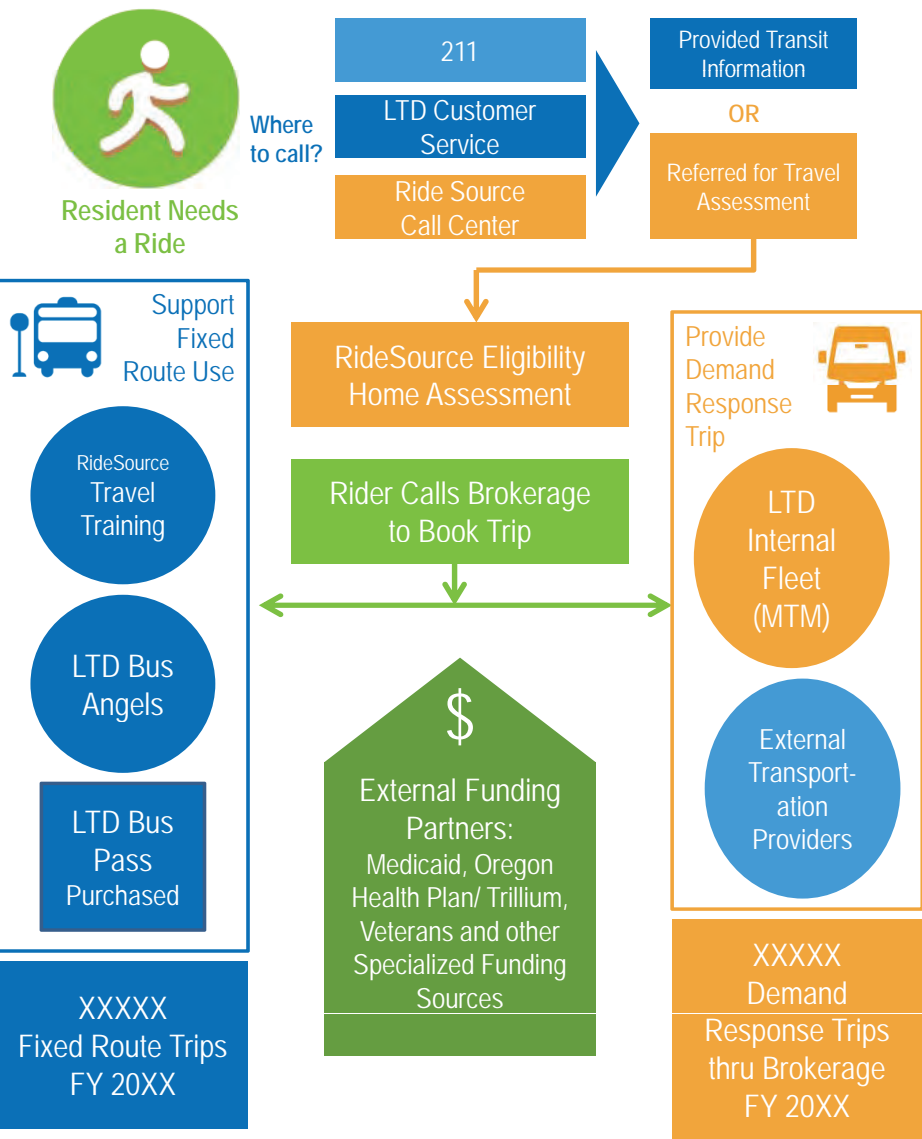 Resident Needs
a Ride
Where
to call?
211
LTD Customer
Service
Ride Source
Call Center
Provided Transit
Information
OR
Referred for Travel
Assessment
RideSource Eligibility
Home Assessment
Rider Calls Brokerage
to Book Trip
Support
Fixed
Route Use
RideSource
Travel
Training
LTD Bus
Angels
LTD Bus
Pass
Purchased
XXXXX
Fixed Route Trips
FY 20XX
$
External Funding
Partners:
Medicaid, Oregon
Health Plan/ Trillium,
Veterans and other
Specialized Funding
Sources
Provide
Demand
Response
Trip
LTD
Internal
Fleet
(MTM)
External
Transport-
ation
Providers
XXXXX
Demand
Response Trips
thru Brokerage
FY 20XX